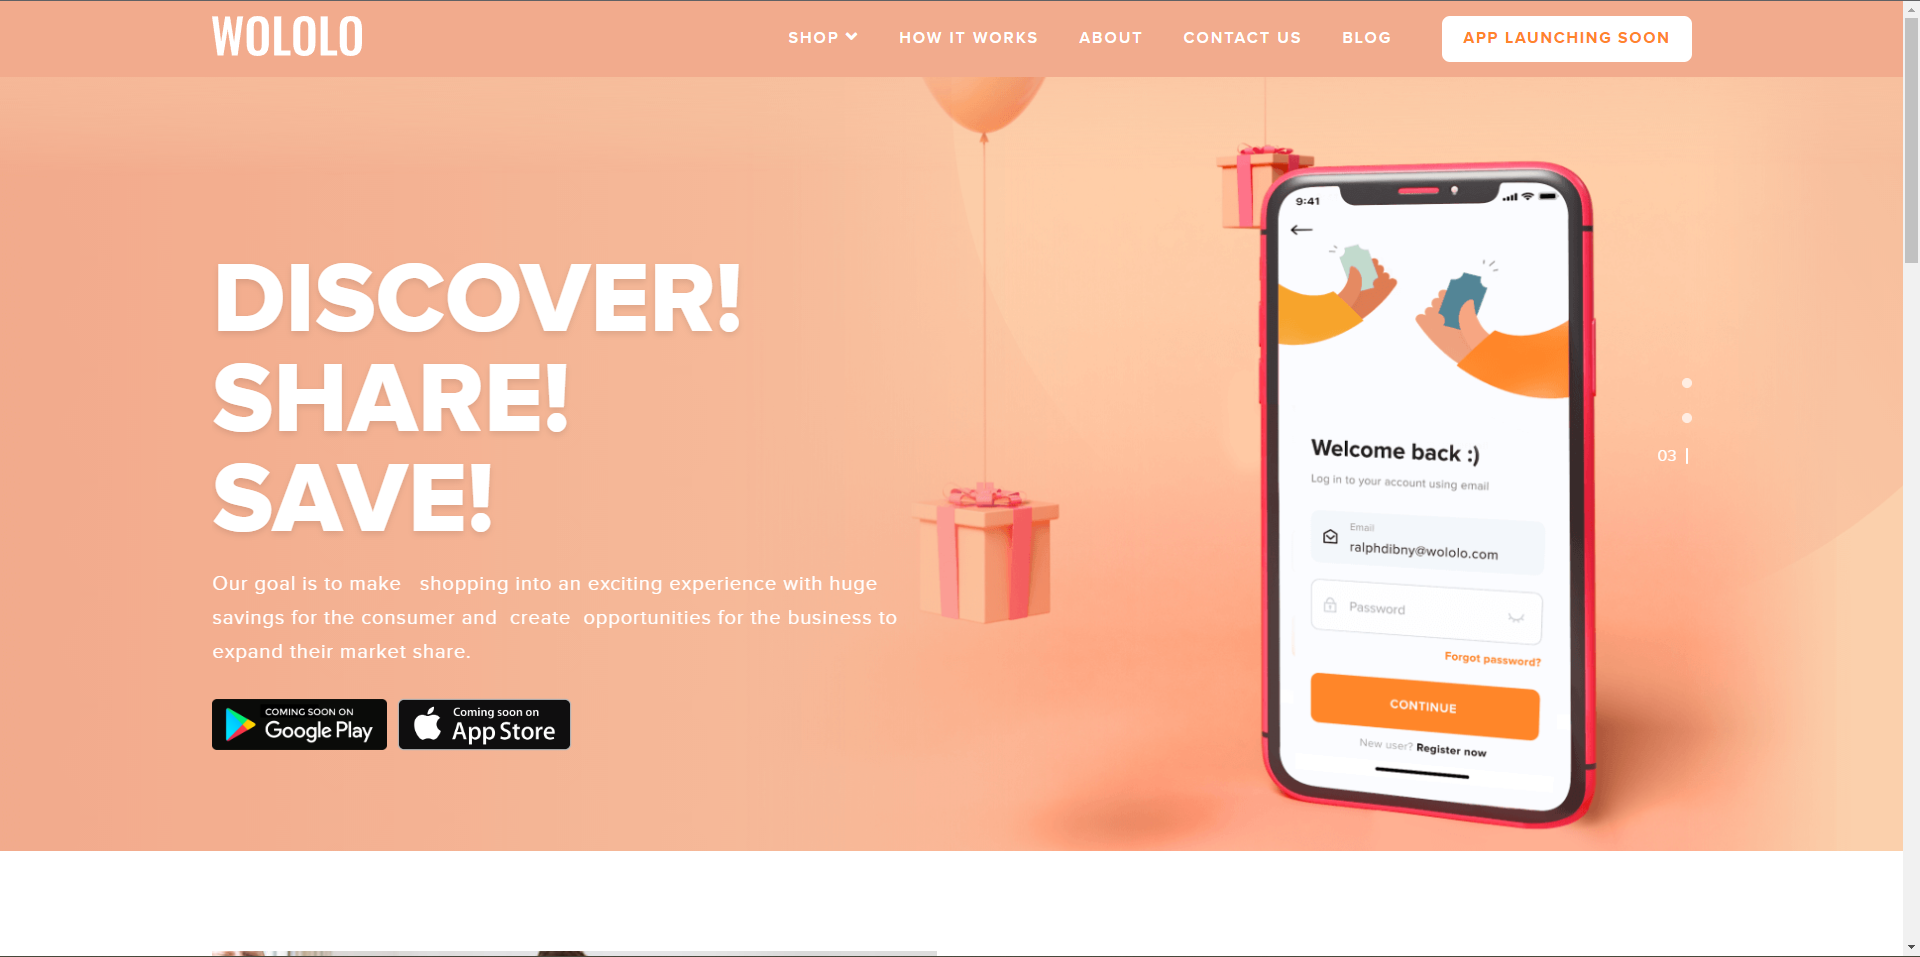 WOLOLO
SHOP
HOW IT WORKS
ABOUT
CONTACT US
BLOG
APP LAUNCHING SOON
DISCOVER!
SHARE!
SAVE!
Our goal is to make shopping into an exciting experience with huge
savings for the consumer and create opportunities for the business to
expand their market share.
COMING SOON ON
Google Play
Coming soon on
App Store
9:41
Welcome back :)
Log in to your account using email
Email
ralphdibny@wololo.com
Password
Forgot password?
CONTINUE
New user? Register now
03